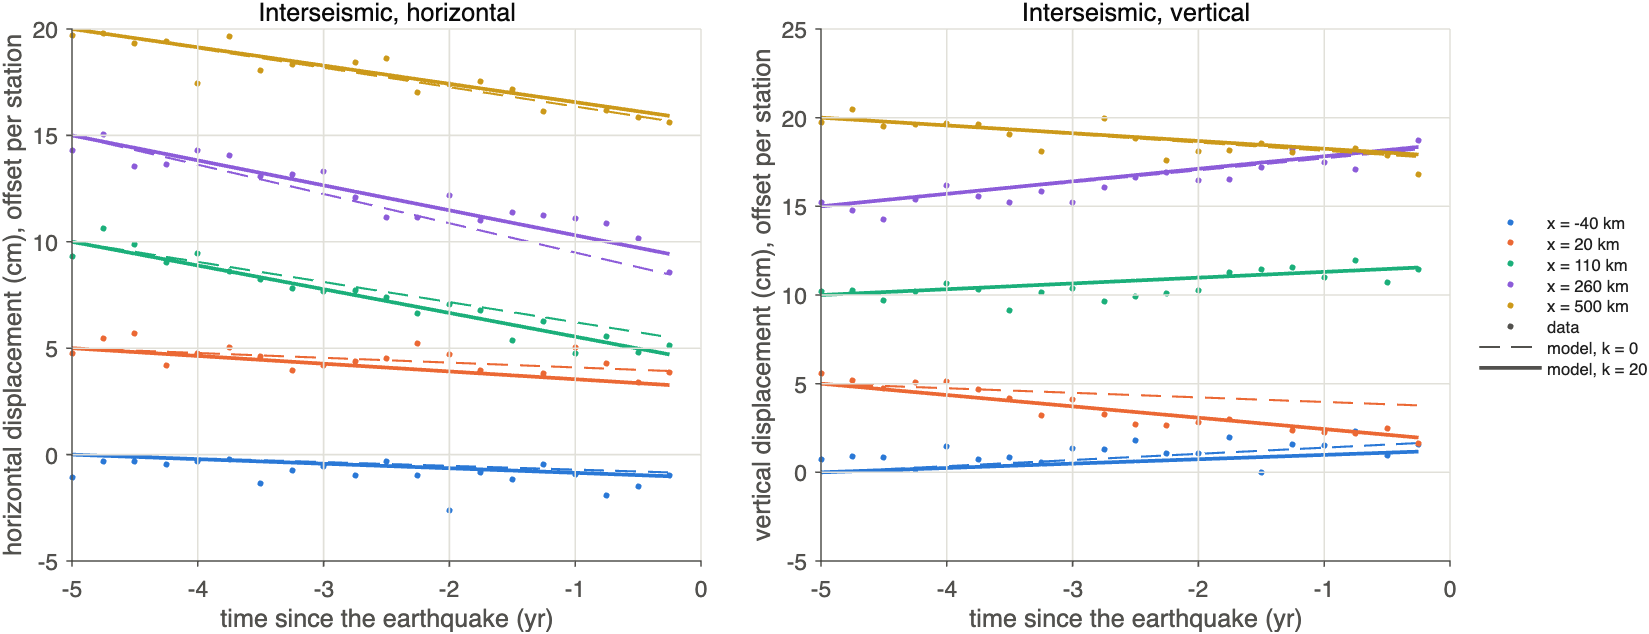 Interseismic, horizontal
horizontal displacement (cm), offset per station
20
15
10
5
0
-5
-5 -4 -3 -2 -1 0
time since the earthquake (yr)
Interseismic, vertical
vertical displacement (cm), offset per station
25
20
15
10
5
0
-5
-5 -4 -3 -2 -1 0
time since the earthquake (yr)
x = -40 km
x = 20 km
x = 110 km
x = 260 km
x = 500 km
data
model, k = 0
model, k = 20